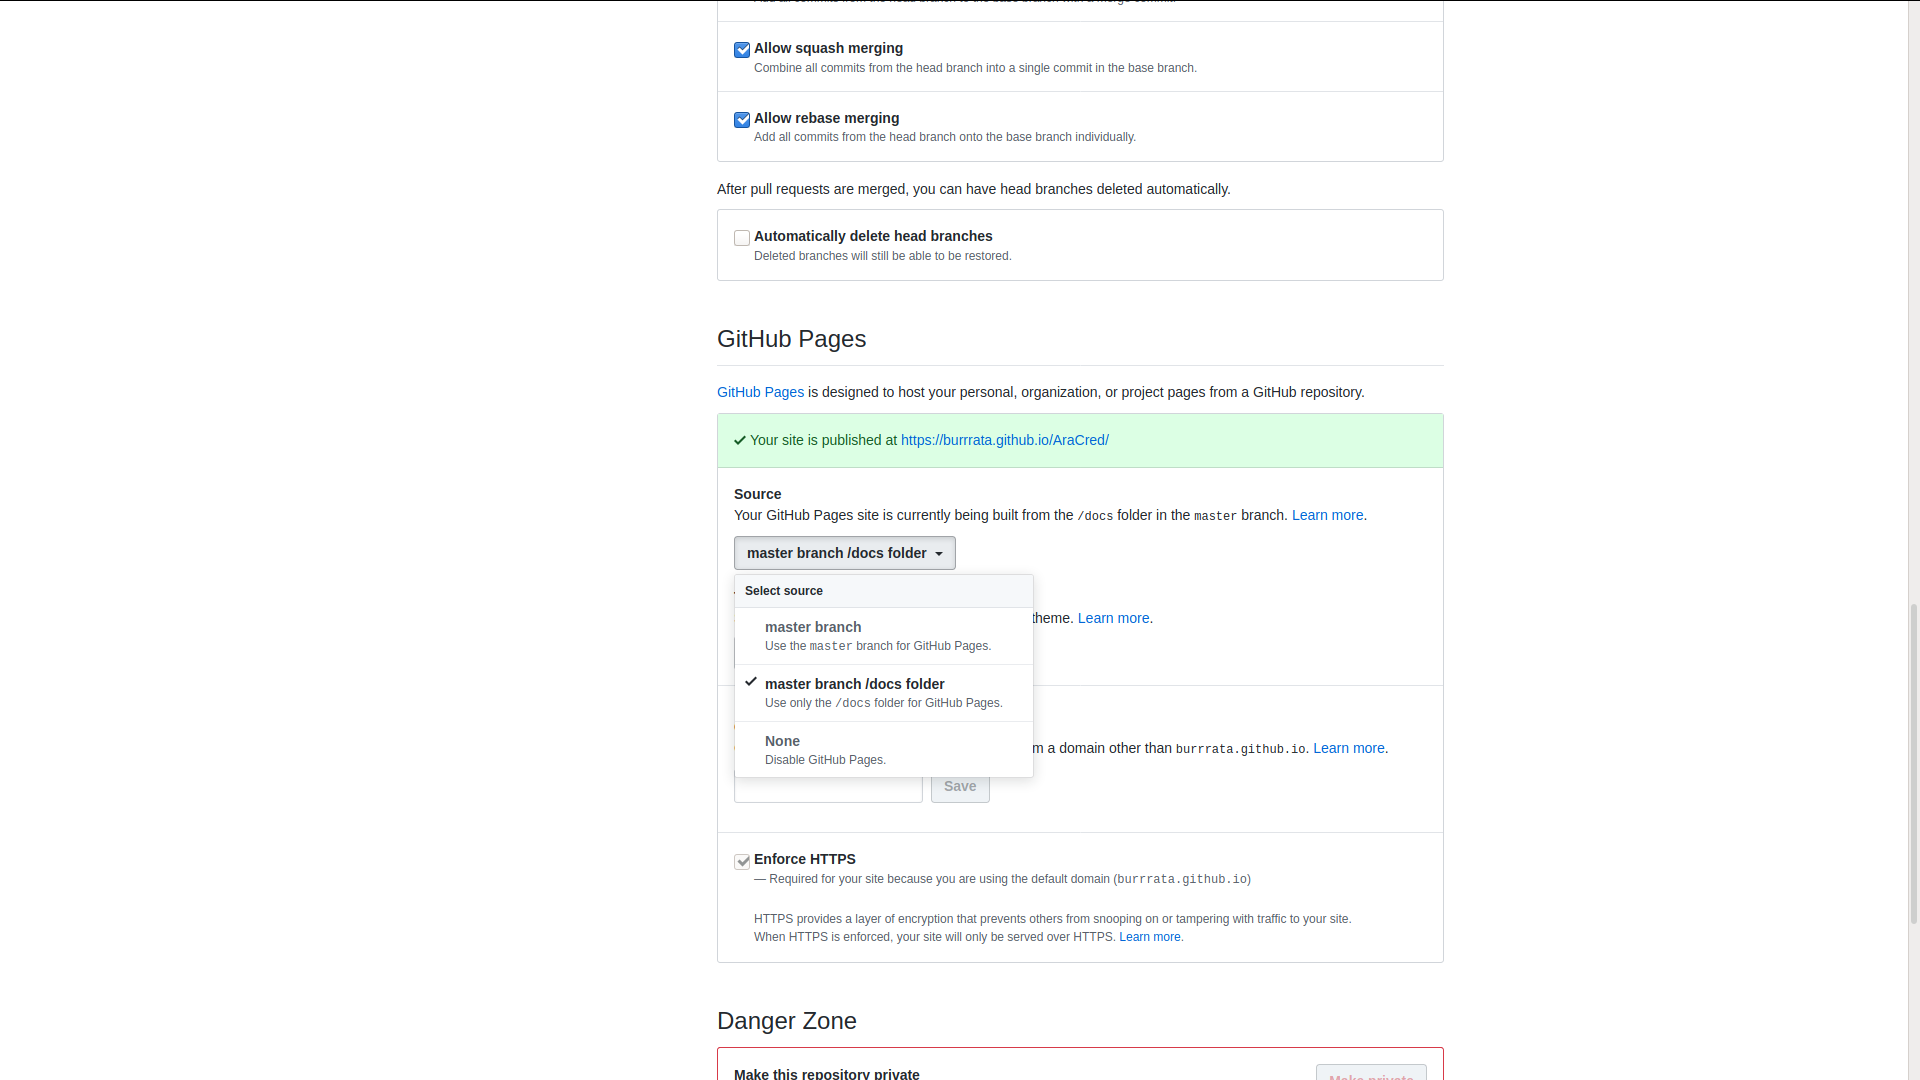 Allow squash merging
Combine all commits from the head branch into a single commit in the base branch.
Allow rebase merging
Add all commits from the head branch onto the base branch individually.
After pull requests are merged, you can have head branches deleted automatically.
Automatically delete head branches
Deleted branches will still be able to be restored.
GitHub Pages
GitHub Pages is designed to host your personal, organization, or project pages from a GitHub repository.
Your site is published at https://burrrata.github.io/AraCred/
Source
Your GitHub Pages site is currently being built from the /docs folder in the master branch. Learn more.
master branch /docs folder
Select source
theme. Learn more.
master branch
Use the master branch for GitHub Pages.
master branch /docs folder
Use only the /docs folder for GitHub Pages.
None
m a domain other than burrrata.github.io. Learn more.
Disable GitHub Pages.
Save
Enforce HTTPS
— Required for your site because you are using the default domain (burrrata.github.io)
HTTPS provides a layer of encryption that prevents others from snooping on or tampering with traffic to your site.
When HTTPS is enforced, your site will only be served over HTTPS. Learn more.
Danger Zone
Make this repository private
Make private